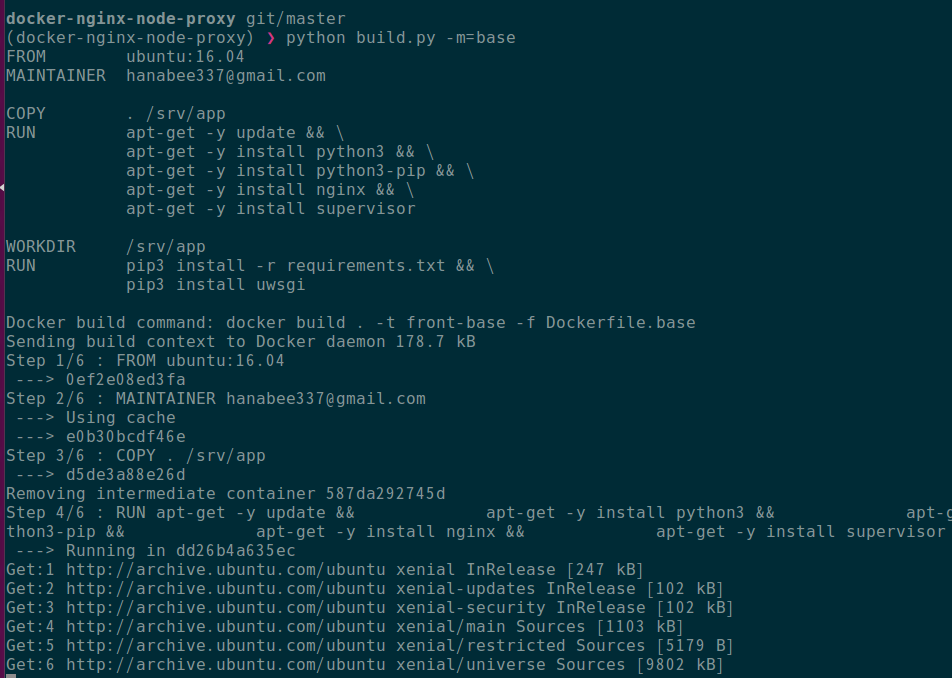 docker-nginx-node-proxy git/master
(docker-nginx-node-proxy) ❯ python build.py -m=base
FROM        ubuntu:16.04
MAINTAINER  hanabee337@gmail.com
COPY        . /srv/app
RUN         apt-get -y update && \
            apt-get -y install python3 && \
            apt-get -y install python3-pip && \
            apt-get -y install nginx && \
            apt-get -y install supervisor
WORKDIR     /srv/app
RUN         pip3 install -r requirements.txt && \
            pip3 install uwsgi
Docker build command: docker build . -t front-base -f Dockerfile.base
Sending build context to Docker daemon 178.7 kB
Step 1/6 : FROM ubuntu:16.04
 ---> 0ef2e08ed3fa
Step 2/6 : MAINTAINER hanabee337@gmail.com
 ---> Using cache
 ---> e0b30bcdf46e
Step 3/6 : COPY . /srv/app
 ---> d5de3a88e26d
Removing intermediate container 587da292745d
Step 4/6 : RUN apt-get -y update &&             apt-get -y install python3 &&             apt-g
thon3-pip &&             apt-get -y install nginx &&             apt-get -y install supervisor
 ---> Running in dd26b4a635ec
Get:1 http://archive.ubuntu.com/ubuntu xenial InRelease [247 kB]
Get:2 http://archive.ubuntu.com/ubuntu xenial-updates InRelease [102 kB]
Get:3 http://archive.ubuntu.com/ubuntu xenial-security InRelease [102 kB]
Get:4 http://archive.ubuntu.com/ubuntu xenial/main Sources [1103 kB]
Get:5 http://archive.ubuntu.com/ubuntu xenial/restricted Sources [5179 B]
Get:6 http://archive.ubuntu.com/ubuntu xenial/universe Sources [9802 kB]